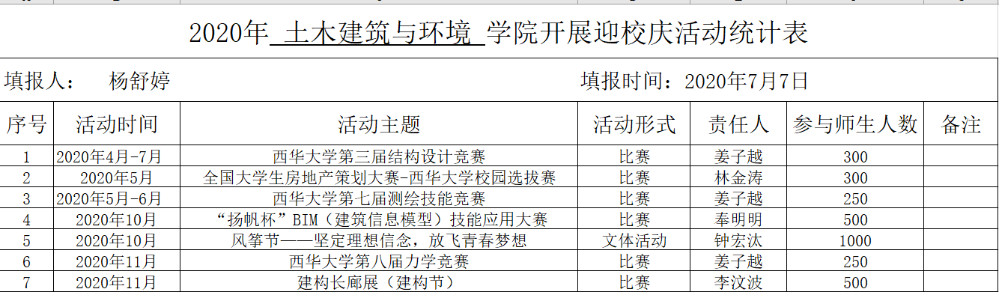 2020年 土木建筑与环境 学院开展迎校庆活动统计表
填报人： 杨舒婷 填报时间：2020年7月7日
序号 活动时间 活动主题 活动形式 责任人 参与师生人数 备注
1 2020年4月-7月 西华大学第三届结构设计竞赛 比赛 姜子越 300
2 2020年5月 全国大学生房地产策划大赛-西华大学校园选拔赛 比赛 林金涛 300
3 2020年5月-6月 西华大学第七届测绘技能竞赛 比赛 姜子越 250
4 2020年10月 “扬帆杯”BIM（建筑信息模型）技能应用大赛 比赛 奉明明 500
5 2020年10月 风筝节——坚定理想信念，放飞青春梦想 文体活动 钟宏汰 1000
6 2020年11月 西华大学第八届力学竞赛 比赛 姜子越 250
7 2020年11月 建构长廊展（建构节） 比赛 李汶波 500